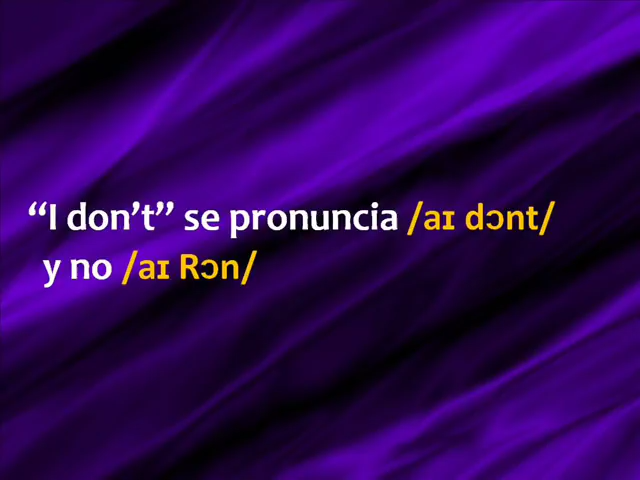 “I don’t” se pronuncia /aɪ dɔnt/
y no /aɪ Rɔn/